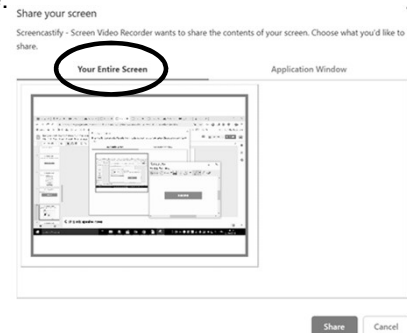 Share your screen
Screencastify - Screen Video Recorder wants to share the contents of your screen. Choose what you'd like to
share.
Your Entire Screen Application Window
Share Cancel